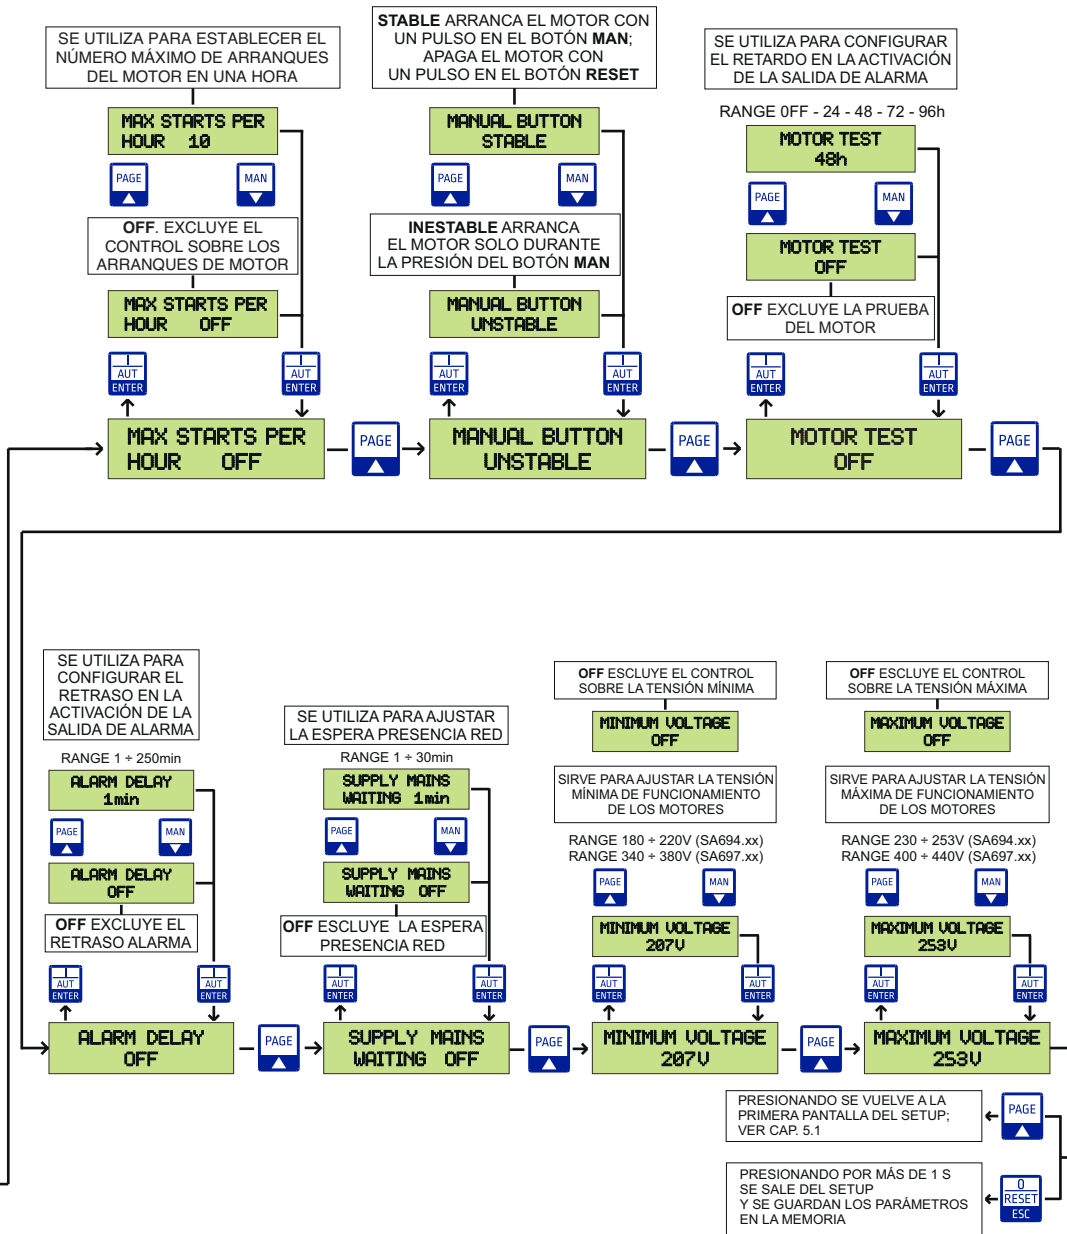 SE UTILIZA PARA ESTABLECER EL
NÚMERO MÁXIMO DE ARRANQUES
DEL MOTOR EN UNA HORA
MAX STARTS PER
HOUR 10
PAGE
MAN
OFF. EXCLUYE EL
CONTROL SOBRE LOS
ARRANQUES DE MOTOR
MAX STARTS PER
HOUR OFF
I
AUT
ENTER
I
AUT
ENTER
MAX STARTS PER
HOUR OFF
PAGE
STABLE ARRANCA EL MOTOR CON
UN PULSO EN EL BOTÓN MAN;
APAGA EL MOTOR CON
UN PULSO EN EL BOTÓN RESET
MANUAL BUTTON
STABLE
PAGE
MAN
INESTABLE ARRANCA
EL MOTOR SOLO DURANTE
LA PRESIÓN DEL BOTÓN MAN
MANUAL BUTTON
UNSTABLE
I
AUT
ENTER
I
AUT
ENTER
MANUAL BUTTON
UNSTABLE
PAGE
SE UTILIZA PARA CONFIGURAR
EL RETARDO EN LA ACTIVACIÓN
DE LA SALIDA DE ALARMA
RANGE 0FF - 24 - 48 - 72 - 96h
MOTOR TEST
48h
PAGE
MAN
MOTOR TEST
OFF
OFF EXCLUYE LA PRUEBA
DEL MOTOR
I
AUT
ENTER
I
AUT
ENTER
MOTOR TEST
OFF
PAGE
SE UTILIZA PARA
CONFIGURAR EL
RETRASO EN LA
ACTIVACIÓN DE LA
SALIDA DE ALARMA
RANGE 1 ÷ 250min
ALARM DELAY
1min
PAGE
MAN
ALARM DELAY
OFF
OFF EXCLUYE EL
RETRASO ALARMA
I
AUT
ENTER
I
AUT
ENTER
ALARM DELAY
OFF
PAGE
SE UTILIZA PARA AJUSTAR
LA ESPERA PRESENCIA RED
RANGE 1 ÷ 30min
SUPPLY MAINS
WAITING 1min
PAGE
MAN
SUPPLY MAINS
WAITING OFF
OFF ESCLUYE LA ESPERA
PRESENCIA RED
I
AUT
ENTER
I
AUT
ENTER
SUPPLY MAINS
WAITING OFF
PAGE
OFF ESCLUYE EL CONTROL
SOBRE LA TENSIÓN MÍNIMA
MINIMUM VOLTAGE
OFF
SIRVE PARA AJUSTAR LA TENSIÓN
MÍNIMA DE FUNCIONAMIENTO
DE LOS MOTORES
RANGE 180 ÷ 220V (SA694.xx)
RANGE 340 ÷ 380V (SA697.xx)
PAGE
MAN
MINIMUM VOLTAGE
207V
I
AUT
ENTER
I
AUT
ENTER
MINIMUM VOLTAGE
207V
PAGE
OFF ESCLUYE EL CONTROL
SOBRE LA TENSIÓN MÁXIMA
MAXIMUM VOLTAGE
OFF
SIRVE PARA AJUSTAR LA TENSIÓN
MÁXIMA DE FUNCIONAMIENTO
DE LOS MOTORES
RANGE 230 ÷ 253V (SA694.xx)
RANGE 400 ÷ 440V (SA697.xx)
PAGE
MAN
MAXIMUM VOLTAGE
253V
I
AUT
ENTER
I
AUT
ENTER
MAXIMUM VOLTAGE
253V
PRESIONANDO SE VUELVE A LA
PRIMERA PANTALLA DEL SETUP;
VER CAP. 5.1
PAGE
PRESIONANDO POR MÁS DE 1 S
SE SALE DEL SETUP
Y SE GUARDAN LOS PARÁMETROS
EN LA MEMORIA
0
RESET
ESC